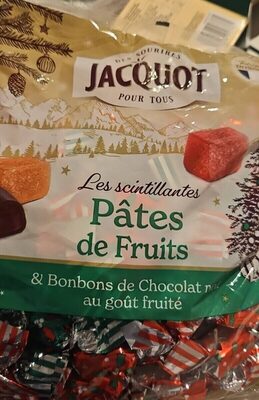 DES SOURIRES
JACQUOT
POUR TOUS
Les scintillantes
Pâtes
de Fruits
& Bonbons de Chocolat
au goût fruité